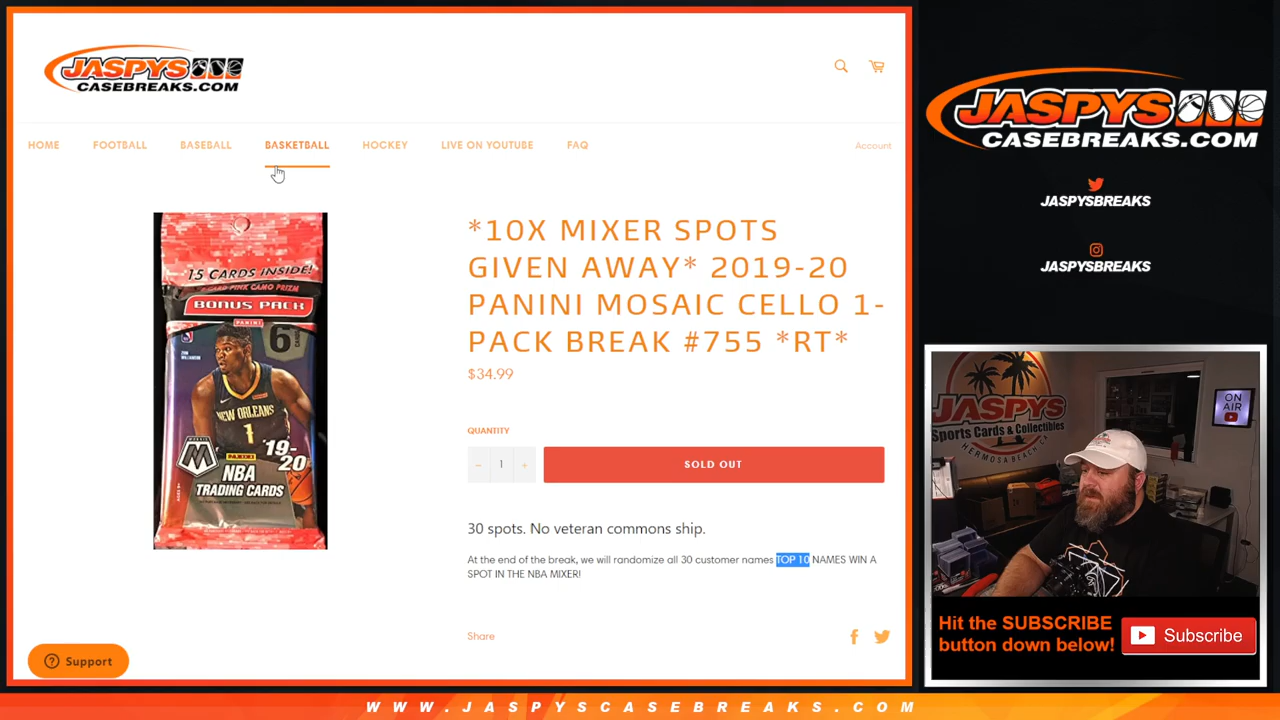 JASPYS
CASEBREAKS.COM
HOME
FOOTBALL
BASEBALL
BASKETBALL
HOCKEY
LIVE ON YOUTUBE
FAQ
Account
15 CARDS INSIDE!
BONUS PACK
PANINI
6
NEW ORLEANS
1
M
MOSAIC
PANINI
19-20
NBA
TRADING CARDS
*10X MIXER SPOTS
GIVEN AWAY* 2019-20
PANINI MOSAIC CELLO 1-
PACK BREAK #755 *RT*
$34.99
QUANTITY
− 1 +
SOLD OUT
30 spots. No veteran commons ship.
At the end of the break, we will randomize all 30 customer names TOP 10 NAMES WIN A
SPOT IN THE NBA MIXER!
Share
? Support
JASPYS
CASEBREAKS.COM
JASPYSBREAKS
JASPYSBREAKS
JASPYS
Sports Cards & Collectibles
HERMOSA BEACH CA
ON
AIR
Hit the SUBSCRIBE
button down below!
Subscribe
WWW.JASPYSCASEBREAKS.COM